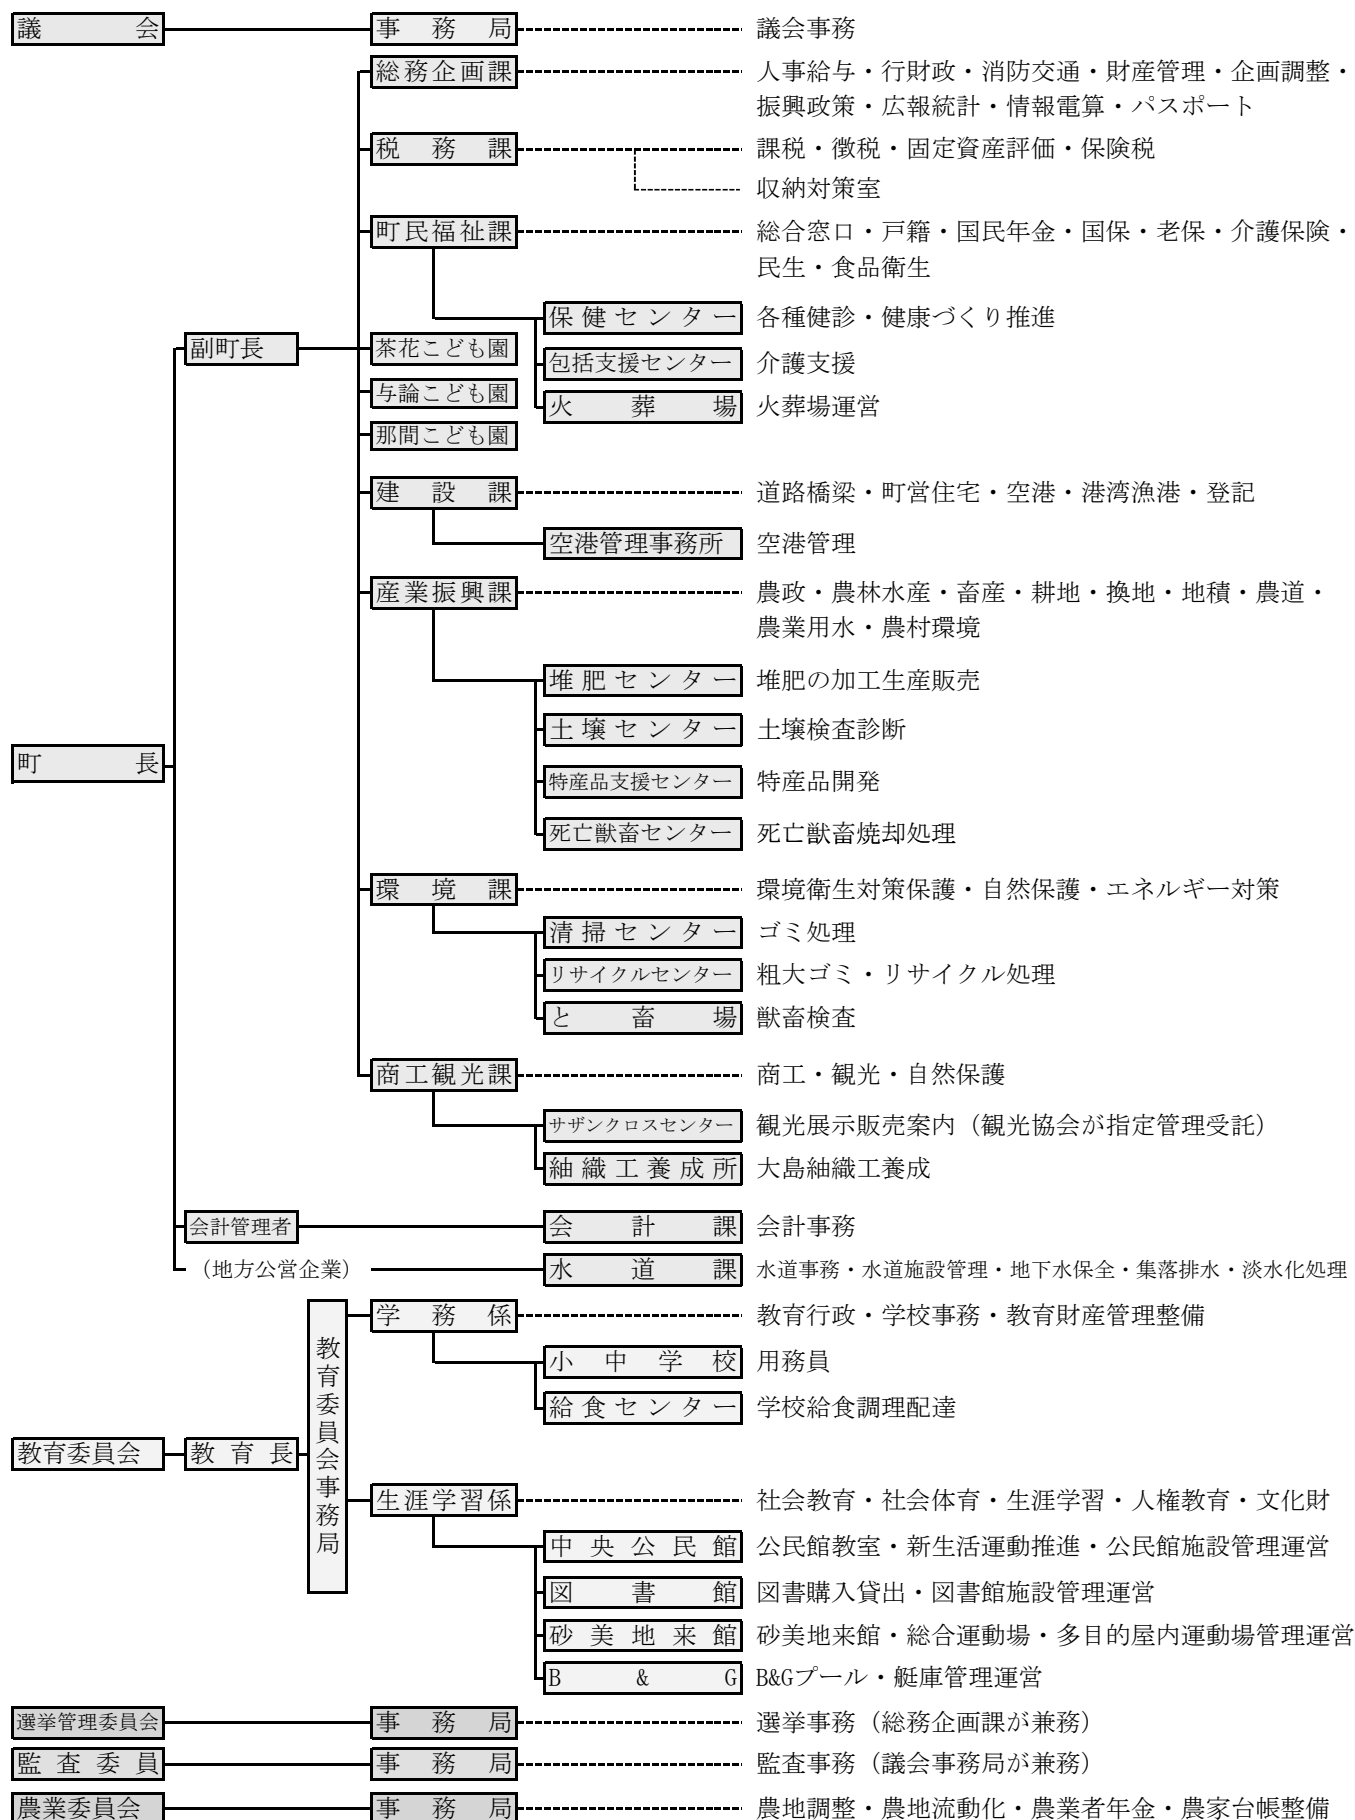 議会 事務局 議会事務
総務企画課 人事給与・行財政・消防交通・財産管理・企画調整・
振興政策・広報統計・情報電算・パスポート
税務課 課税・徴税・固定資産評価・保険税
収納対策室
町民福祉課 総合窓口・戸籍・国民年金・国保・老保・介護保険・
民生・食品衛生
保健センター 各種健診・健康づくり推進
副町長 茶花こども園
包括支援センター 介護支援
与論こども園
火葬場 火葬場運営
那間こども園
建設課 道路橋梁・町営住宅・空港・港湾漁港・登記
空港管理事務所 空港管理
産業振興課 農政・農林水産・畜産・耕地・換地・地積・農道・
農業用水・農村環境
堆肥センター 堆肥の加工生産販売
土壌センター 土壌検査診断
町長
特産品支援センター 特産品開発
死亡獣畜センター 死亡獣畜焼却処理
環境課 環境衛生対策保護・自然保護・エネルギー対策
清掃センター ゴミ処理
リサイクルセンター 粗大ゴミ・リサイクル処理
と畜場 獣畜検査
商工観光課 商工・観光・自然保護
サザンクロスセンター 観光展示販売案内（観光協会が指定管理受託）
紬織工養成所 大島紬織工養成
会計管理者 会計課 会計事務
（地方公営企業） 水道課 水道事務・水道施設管理・地下水保全・集落排水・淡水化処理
学務係 教育行政・学校事務・教育財産管理整備
小中学校 用務員
給食センター 学校給食調理配達
教育委員会 教育長 教育委員会事務局
生涯学習係 社会教育・社会体育・生涯学習・人権教育・文化財
中央公民館 公民館教室・新生活運動推進・公民館施設管理運営
図書館 図書購入貸出・図書館施設管理運営
砂美地来館 砂美地来館・総合運動場・多目的屋内運動場管理運営
B&G B&Gプール・艇庫管理運営
選挙管理委員会 事務局 選挙事務（総務企画課が兼務）
監査委員 事務局 監査事務（議会事務局が兼務）
農業委員会 事務局 農地調整・農地流動化・農業者年金・農家台帳整備